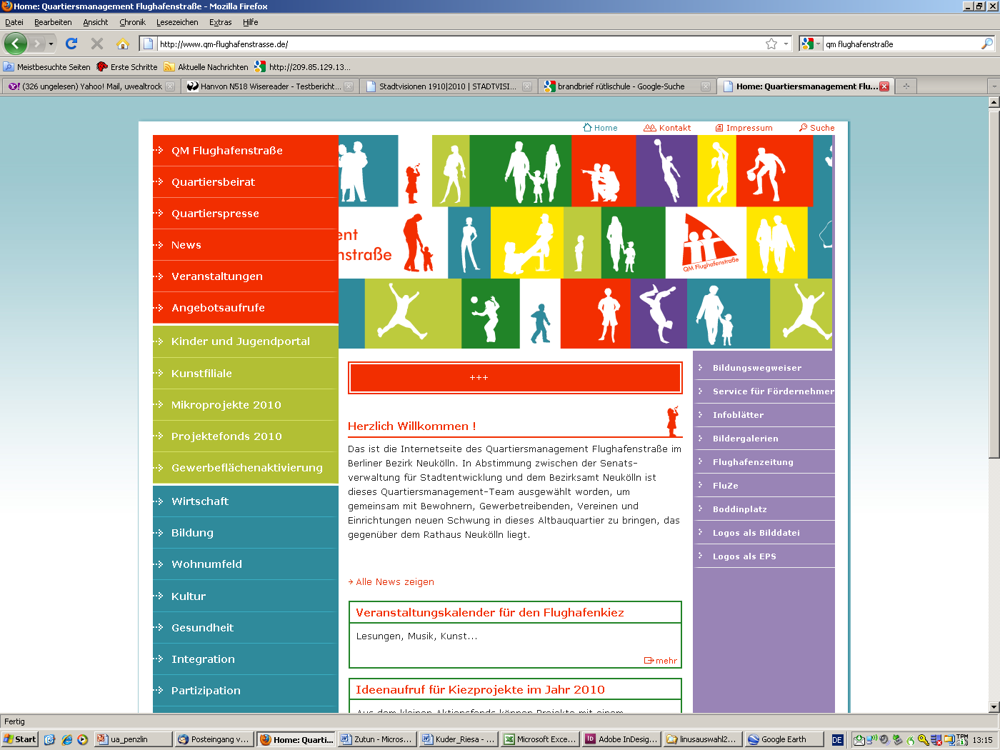 Home: Quartiersmanagement Flughafenstraße - Mozilla Firefox
Datei Bearbeiten Ansicht Chronik Lesezeichen Extras Hilfe
http://www.qm-flughafenstrasse.de/
qm flughafenstraße
Meistbesuchte Seiten Erste Schritte Aktuelle Nachrichten http://209.85.129.13...
(326 ungelesen) Yahoo! Mail, uwealtrock Hanvon N518 Wisereader - Testbericht... Stadtvisionen 1910|2010 | STADTVISI... brandbrief rütlischule - Google-Suche Home: Quartiersmanagement Flu...
Home Kontakt Impressum Suche
QM Flughafenstraße
Quartiersbeirat
Quartierspresse
News
Veranstaltungen
Angebotsaufrufe
Kinder und Jugendportal
Kunstfiliale
Mikroprojekte 2010
Projektefonds 2010
Gewerbeflächenaktivierung
Wirtschaft
Bildung
Wohnumfeld
Kultur
Gesundheit
Integration
Partizipation
ent
nstraße
QM Flughafenstraße
+++
Herzlich Willkommen !
Das ist die Internetseite des Quartiersmanagement Flughafenstraße im
Berliner Bezirk Neukölln. In Abstimmung zwischen der Senats-
verwaltung für Stadtentwicklung und dem Bezirksamt Neukölln ist
dieses Quartiersmanagement-Team ausgewählt worden, um
gemeinsam mit Bewohnern, Gewerbetreibenden, Vereinen und
Einrichtungen neuen Schwung in dieses Altbauquartier zu bringen, das
gegenüber dem Rathaus Neukölln liegt.
Alle News zeigen
Veranstaltungskalender für den Flughafenkiez
Lesungen, Musik, Kunst...
mehr
Ideenaufruf für Kiezprojekte im Jahr 2010
Aus dem kleinen Aktionsfonds können Projekte mit einem
Bildungswegweiser
Service für Fördernehmer
Infoblätter
Bildergalerien
Flughafenzeitung
FluZe
Boddinplatz
Logos als Bilddatei
Logos als EPS
Fertig
Start ua_penzlin Posteingang v... Home: Quarti... Zutun - Micros... Kuder_Riesa - ... Microsoft Exce... Adobe InDesig... linusauswahl2... Google Earth DE TPM 13:15